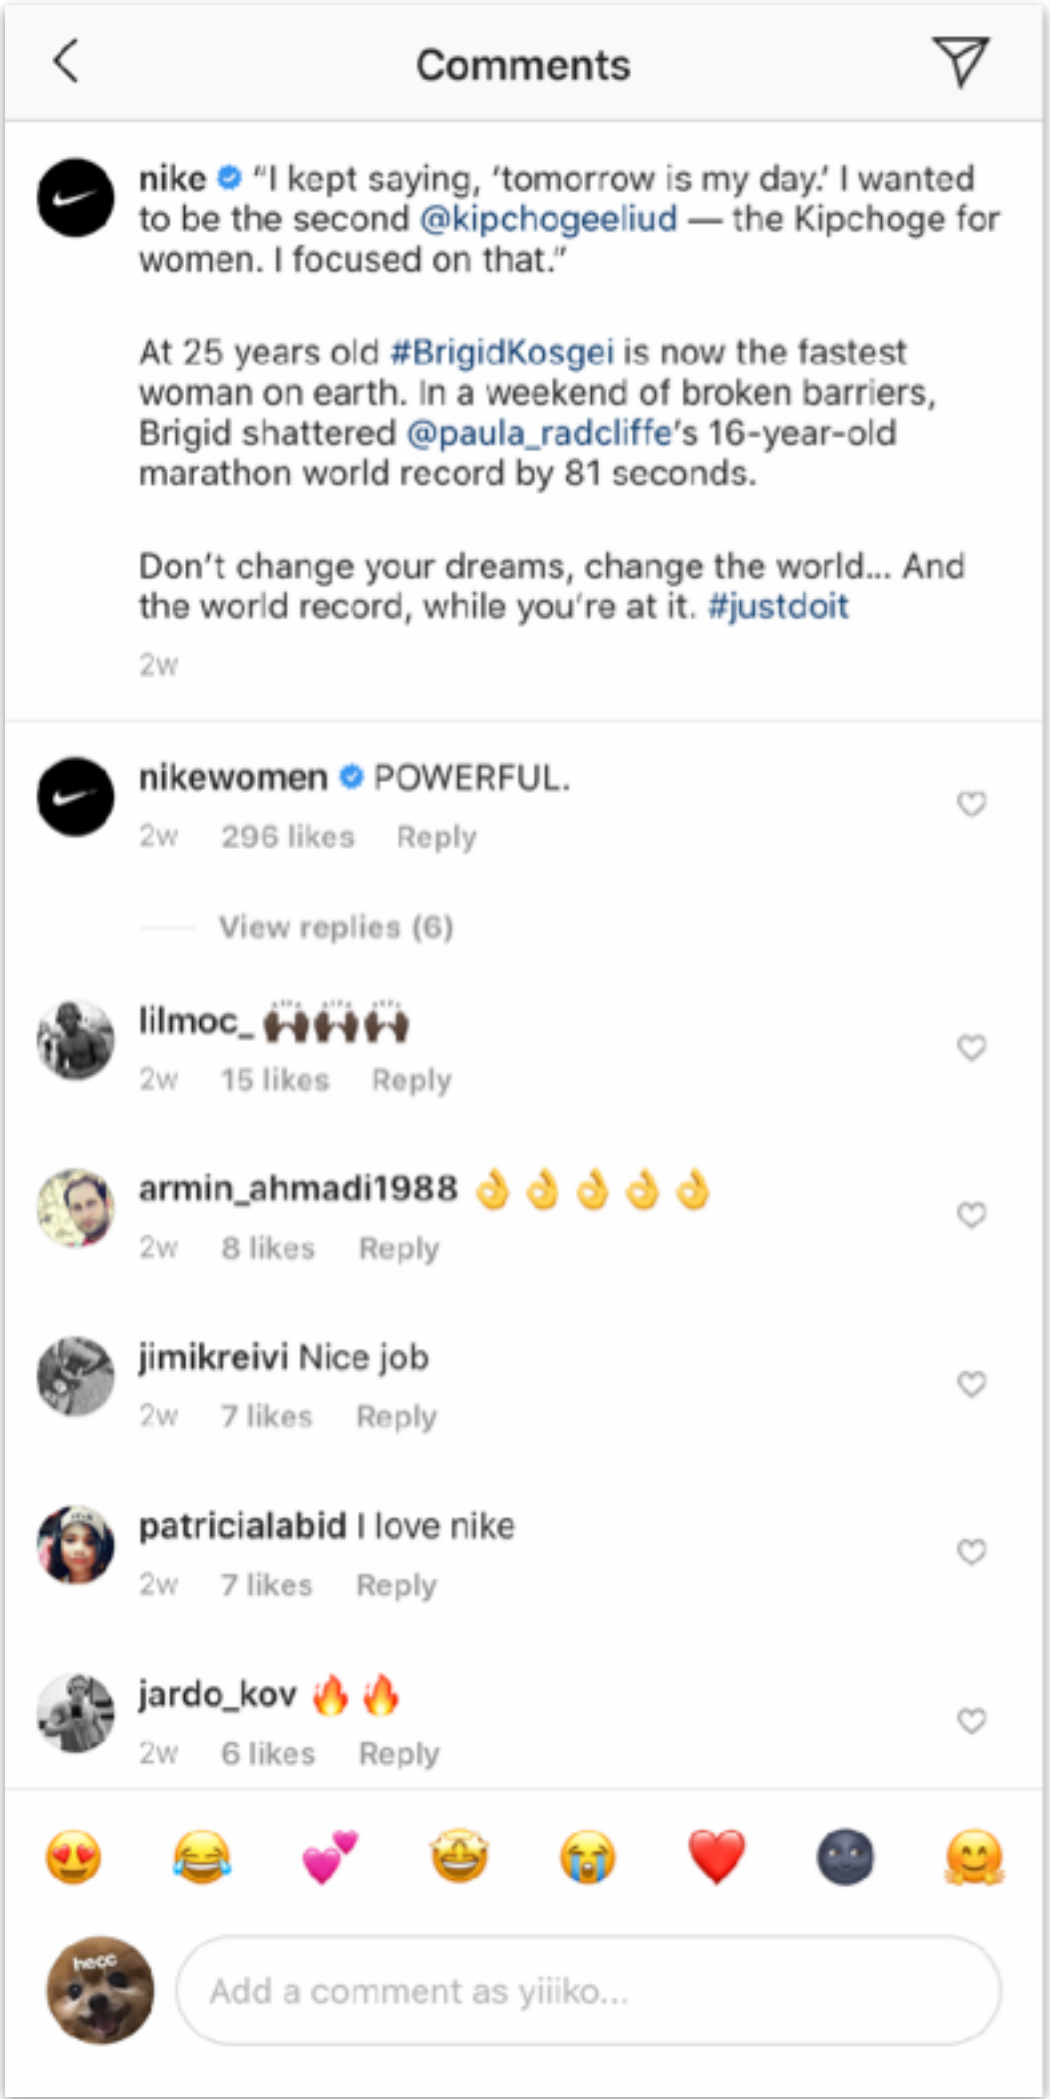 Comments
nike “I kept saying, ‘tomorrow is my day.’ I wanted
to be the second @kipchogeeliud — the Kipchoge for
women. I focused on that.”
At 25 years old #BrigidKosgei is now the fastest
woman on earth. In a weekend of broken barriers,
Brigid shattered @paula_radcliffe’s 16-year-old
marathon world record by 81 seconds.
Don’t change your dreams, change the world... And
the world record, while you’re at it. #justdoit
2w
nikewomen POWERFUL.
2w 296 likes Reply
View replies (6)
lilmoc_ 🙌🏿🙌🏿🙌🏿
2w 15 likes Reply
armin_ahmadi1988 👌👌👌👌👌
2w 8 likes Reply
jimikreivi Nice job
2w 7 likes Reply
patricialabid I love nike
2w 7 likes Reply
jardo_kov 🔥🔥
2w 6 likes Reply
😍 😂 💕 🤩 😭 ❤️ 🌚 🤗
hecc
Add a comment as yiiiko...